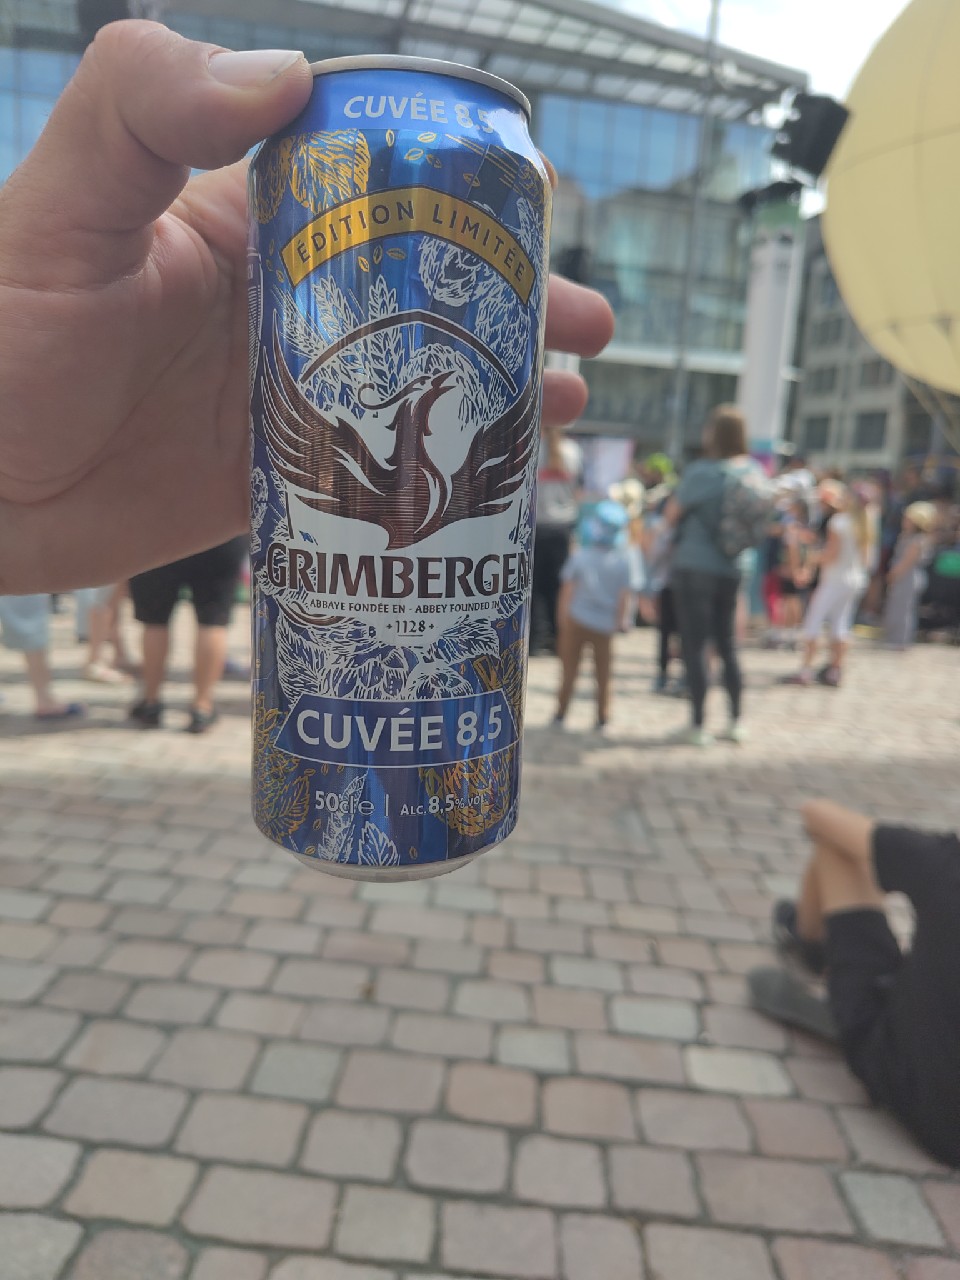 CUVÉE 8.5
ÉDITION LIMITÉE
GRIMBERGEN
ABBAYE FONDÉE EN - ABBEY FOUNDED IN
•1128•
CUVÉE 8.5
50cl e | ALC. 8,5% VOL.